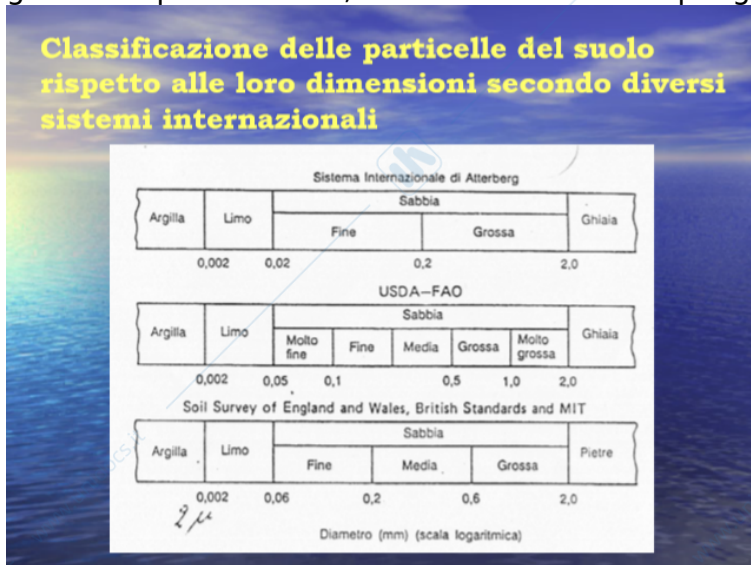 Classificazione delle particelle del suolo
rispetto alle loro dimensioni secondo diversi
sistemi internazionali
Sistema Internazionale di Atterberg
Sabbia
Argilla Limo Fine Grossa Ghiaia
0,002 0,02 0,2 2,0
USDA–FAO
Sabbia
Argilla Limo Molto fine Fine Media Grossa Molto grossa Ghiaia
0,002 0,05 0,1 0,5 1,0 2,0
Soil Survey of England and Wales, British Standards and MIT
Sabbia
Argilla Limo Fine Media Grossa Pietre
0,002 0,06 0,2 0,6 2,0
2 μ
Diametro (mm) (scala logaritmica)